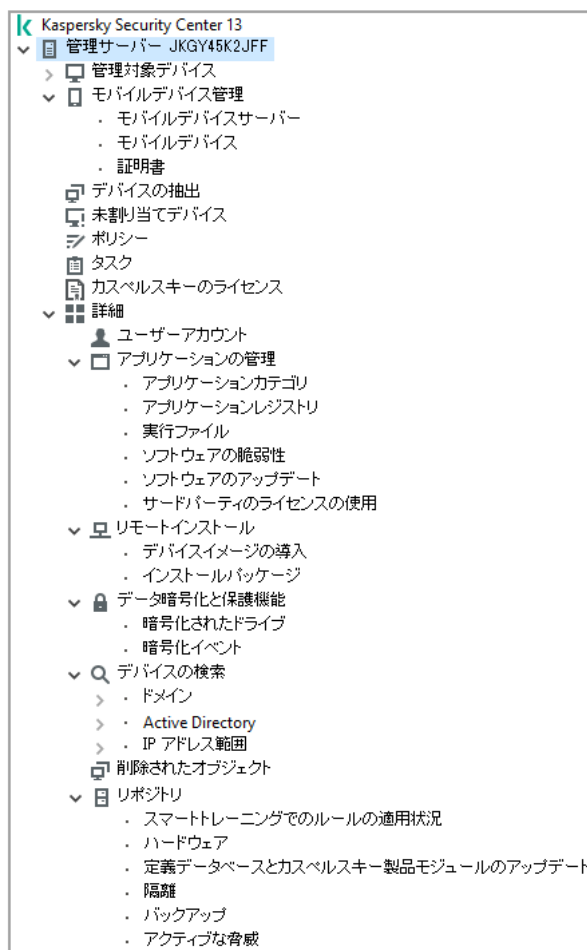 Kaspersky Security Center 13
管理サーバー JKGY45K2JFF
管理対象デバイス
モバイルデバイス管理
モバイルデバイスサーバー
モバイルデバイス
証明書
デバイスの抽出
未割り当てデバイス
ポリシー
タスク
カスペルスキーのライセンス
詳細
ユーザーアカウント
アプリケーションの管理
アプリケーションカテゴリ
アプリケーションレジストリ
実行ファイル
ソフトウェアの脆弱性
ソフトウェアのアップデート
サードパーティのライセンスの使用
リモートインストール
デバイスイメージの導入
インストールパッケージ
データ暗号化と保護機能
暗号化されたドライブ
暗号化イベント
デバイスの検索
ドメイン
Active Directory
IP アドレス範囲
削除されたオブジェクト
リポジトリ
スマートトレーニングでのルールの適用状況
ハードウェア
定義データベースとカスペルスキー製品モジュールのアップデート
隔離
バックアップ
アクティブな脅威